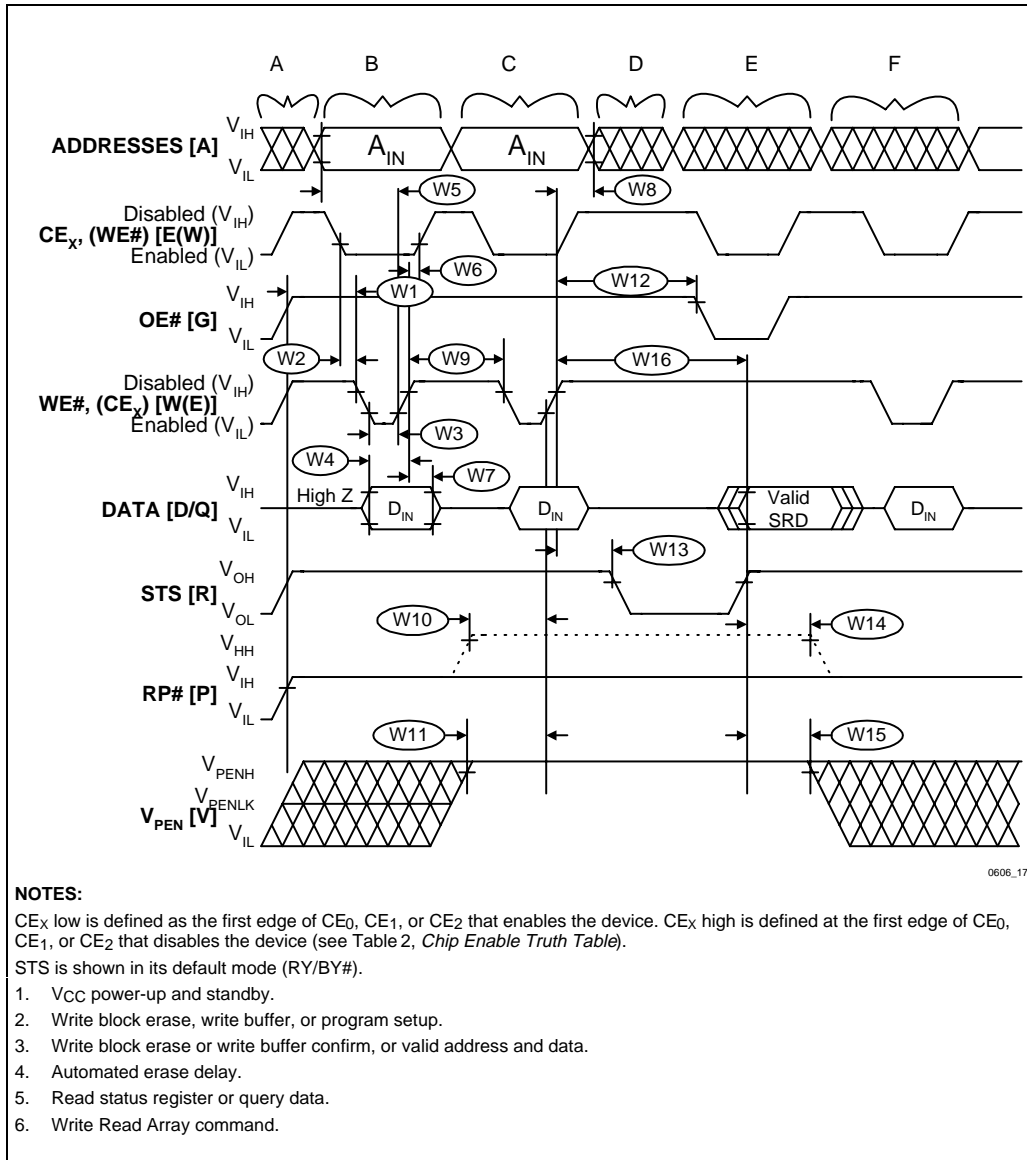 A B C D E F
V_IH
ADDRESSES [A]
V_IL
A_IN A_IN
W5 W8
Disabled (V_IH)
CE_X, (WE#) [E(W)]
Enabled (V_IL)
W6
W1 W12
V_IH
OE# [G]
V_IL
W2 W9 W16
Disabled (V_IH)
WE#, (CE_X) [W(E)]
Enabled (V_IL)
W3
W4 W7
V_IH
High Z
DATA [D/Q]
V_IL
D_IN D_IN Valid SRD D_IN
W13
V_OH
STS [R]
V_OL
W10 W14
V_HH
V_IH
RP# [P]
V_IL
W11 W15
V_PENH
V_PENLK
V_PEN [V]
V_IL
0606_17
NOTES:
CE_X low is defined as the first edge of CE_0, CE_1, or CE_2 that enables the device. CE_X high is defined at the first edge of CE_0,
CE_1, or CE_2 that disables the device (see Table 2, Chip Enable Truth Table).
STS is shown in its default mode (RY/BY#).
1. V_CC power-up and standby.
2. Write block erase, write buffer, or program setup.
3. Write block erase or write buffer confirm, or valid address and data.
4. Automated erase delay.
5. Read status register or query data.
6. Write Read Array command.